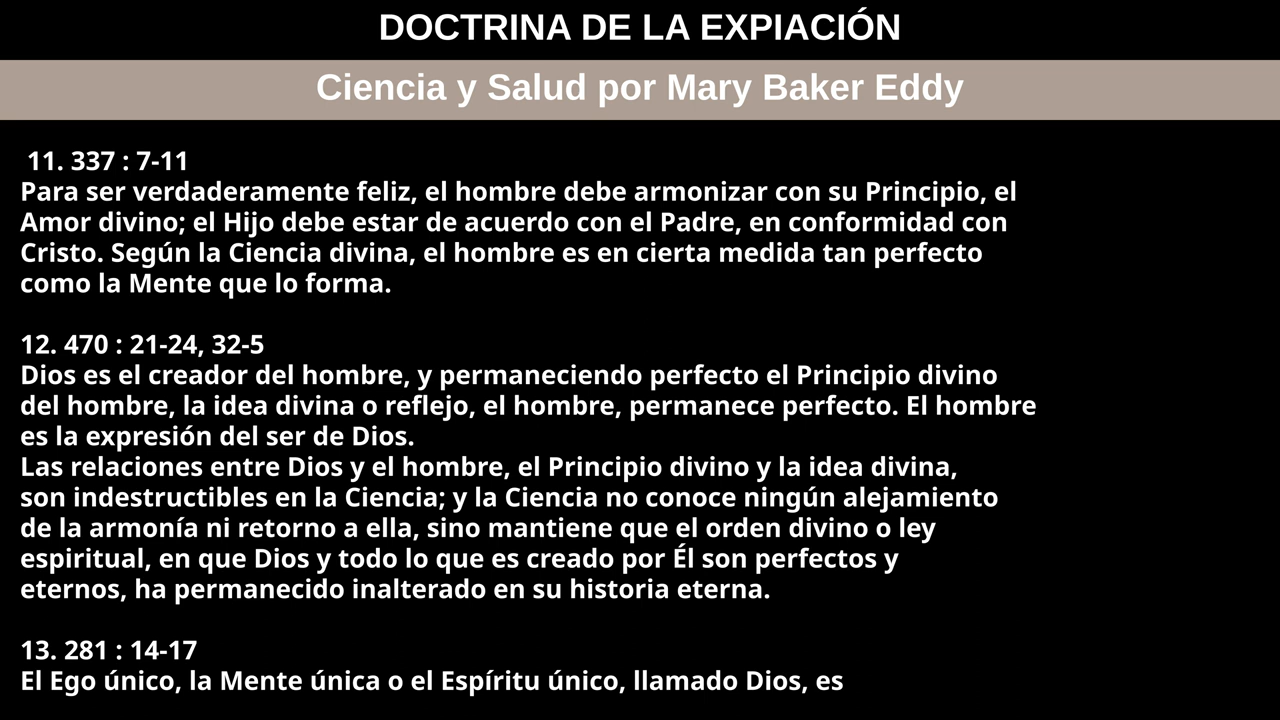 DOCTRINA DE LA EXPIACIÓN
Ciencia y Salud por Mary Baker Eddy
11. 337 : 7-11
Para ser verdaderamente feliz, el hombre debe armonizar con su Principio, el
Amor divino; el Hijo debe estar de acuerdo con el Padre, en conformidad con
Cristo. Según la Ciencia divina, el hombre es en cierta medida tan perfecto
como la Mente que lo forma.
12. 470 : 21-24, 32-5
Dios es el creador del hombre, y permaneciendo perfecto el Principio divino
del hombre, la idea divina o reflejo, el hombre, permanece perfecto. El hombre
es la expresión del ser de Dios.
Las relaciones entre Dios y el hombre, el Principio divino y la idea divina,
son indestructibles en la Ciencia; y la Ciencia no conoce ningún alejamiento
de la armonía ni retorno a ella, sino mantiene que el orden divino o ley
espiritual, en que Dios y todo lo que es creado por Él son perfectos y
eternos, ha permanecido inalterado en su historia eterna.
13. 281 : 14-17
El Ego único, la Mente única o el Espíritu único, llamado Dios, es